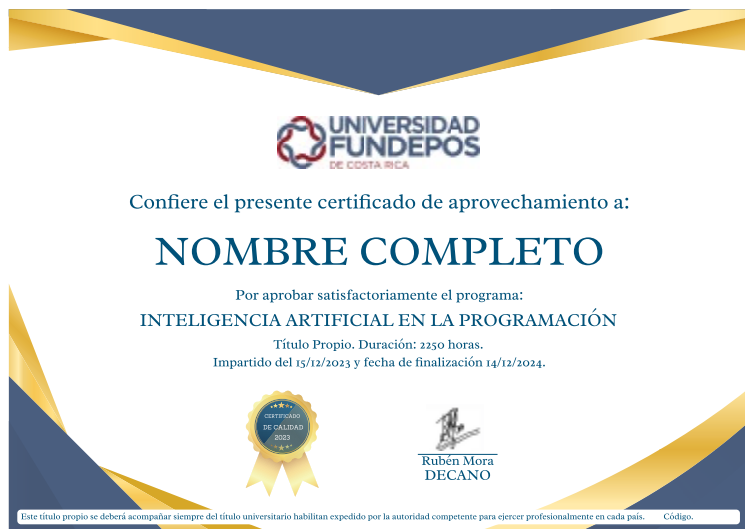 UNIVERSIDAD
FUNDEPOS
DE COSTA RICA
Confiere el presente certificado de aprovechamiento a:
NOMBRE COMPLETO
Por aprobar satisfactoriamente el programa:
INTELIGENCIA ARTIFICIAL EN LA PROGRAMACIÓN
Título Propio. Duración: 2250 horas.
Impartido del 15/12/2023 y fecha de finalización 14/12/2024.
CERTIFICADO
DE CALIDAD
2023
Rubén Mora
DECANO
Este título propio se deberá acompañar siempre del título universitario habilitan expedido por la autoridad competente para ejercer profesionalmente en cada país. Código.